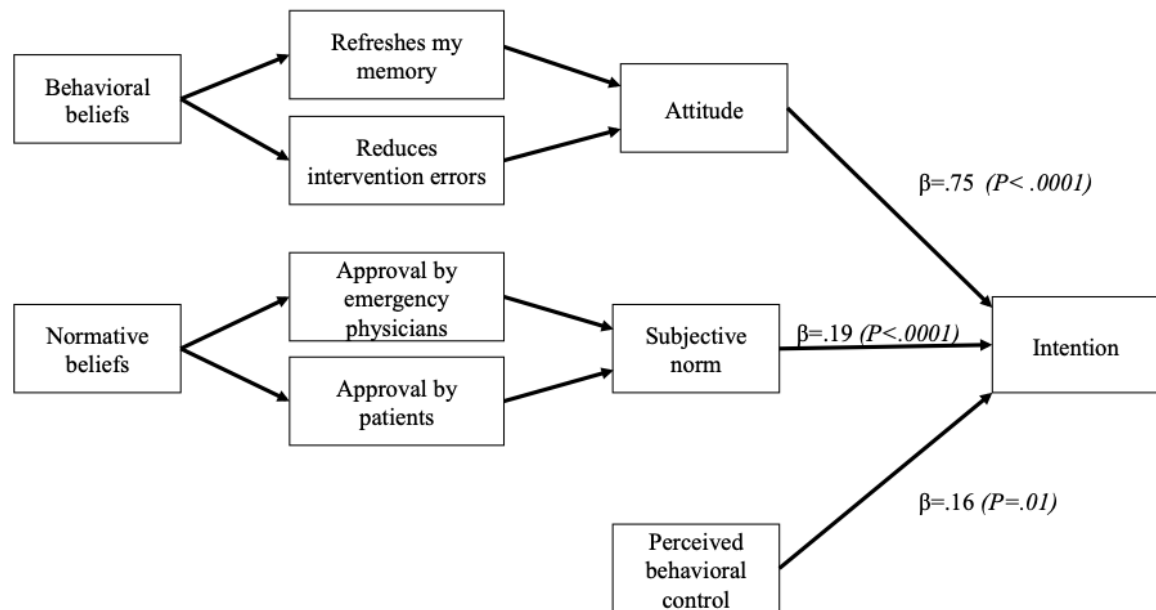 Behavioral
beliefs
Refreshes my
memory
Reduces
intervention errors
Attitude
β=.75 (P< .0001)
Normative
beliefs
Approval by
emergency
physicians
Approval by
patients
Subjective
norm
β=.19 (P<.0001)
Intention
β=.16 (P=.01)
Perceived
behavioral
control